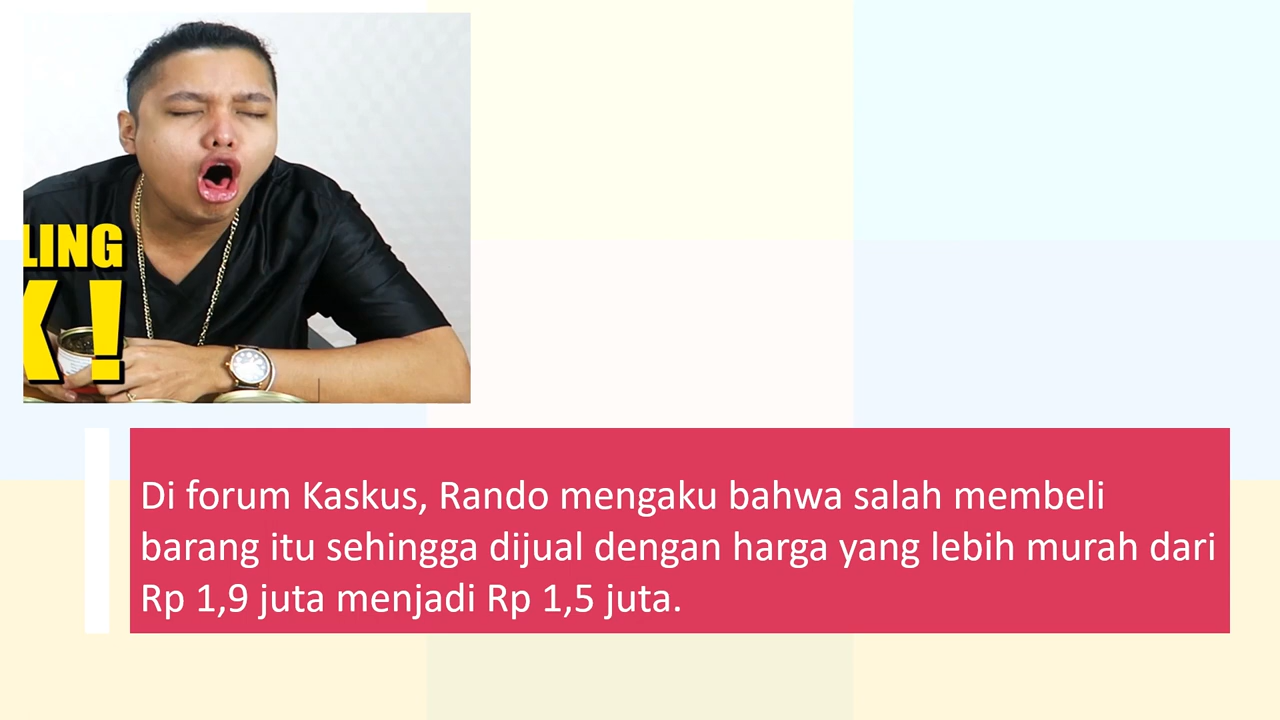 LING
K!
Di forum Kaskus, Rando mengaku bahwa salah membeli
barang itu sehingga dijual dengan harga yang lebih murah dari
Rp 1,9 juta menjadi Rp 1,5 juta.